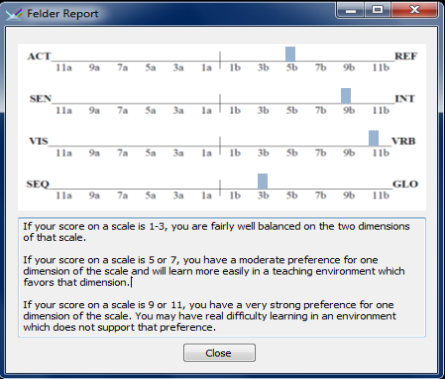 Felder Report
ACT REF
11a 9a 7a 5a 3a 1a 1b 3b 5b 7b 9b 11b
SEN INT
11a 9a 7a 5a 3a 1a 1b 3b 5b 7b 9b 11b
VIS VRB
11a 9a 7a 5a 3a 1a 1b 3b 5b 7b 9b 11b
SEQ GLO
11a 9a 7a 5a 3a 1a 1b 3b 5b 7b 9b 11b
If your score on a scale is 1-3, you are fairly well balanced on the two dimensions
of that scale.
If your score on a scale is 5 or 7, you have a moderate preference for one
dimension of the scale and will learn more easily in a teaching environment which
favors that dimension.
If your score on a scale is 9 or 11, you have a very strong preference for one
dimension of the scale. You may have real difficulty learning in an environment
which does not support that preference.
Close